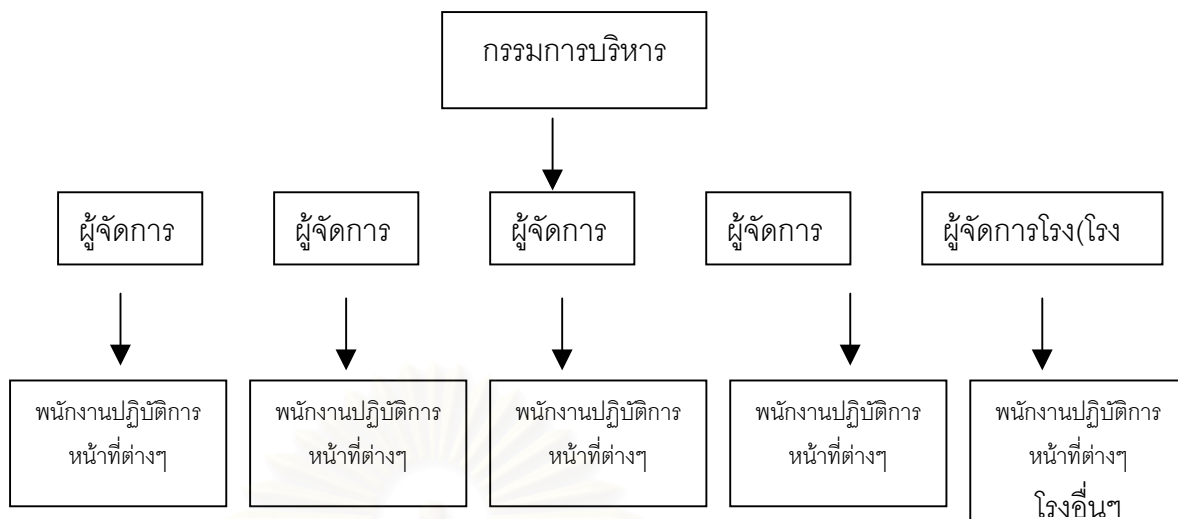 กรรมการบริหาร
ผู้จัดการ
ผู้จัดการ
ผู้จัดการ
ผู้จัดการ
ผู้จัดการโรง(โรง
พนักงานปฏิบัติการ
หน้าที่ต่างๆ
พนักงานปฏิบัติการ
หน้าที่ต่างๆ
พนักงานปฏิบัติการ
หน้าที่ต่างๆ
พนักงานปฏิบัติการ
หน้าที่ต่างๆ
พนักงานปฏิบัติการ
หน้าที่ต่างๆ
โรงอื่นๆ